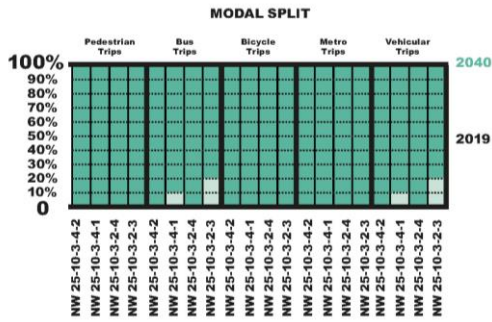 MODAL SPLIT
Pedestrian Trips
Bus Trips
Bicycle Trips
Metro Trips
Vehicular Trips
100%
90%
80%
70%
60%
50%
40%
30%
20%
10%
0
2040
2019
NW 25-10-3-4-2
NW 25-10-3-4-1
NW 25-10-3-2-4
NW 25-10-3-2-3
NW 25-10-3-4-2
NW 25-10-3-4-1
NW 25-10-3-2-4
NW 25-10-3-2-3
NW 25-10-3-4-2
NW 25-10-3-4-1
NW 25-10-3-2-4
NW 25-10-3-2-3
NW 25-10-3-4-2
NW 25-10-3-4-1
NW 25-10-3-2-4
NW 25-10-3-2-3
NW 25-10-3-4-2
NW 25-10-3-4-1
NW 25-10-3-2-4
NW 25-10-3-2-3